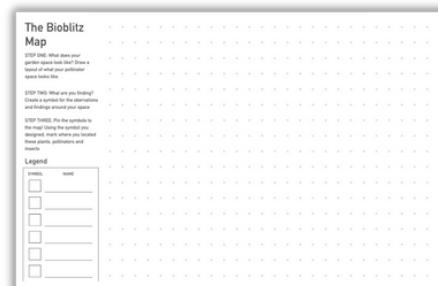 The Bioblitz
Map
STEP ONE: What does your
garden space look like? Draw a
layout of what your pollinator
space looks like
STEP TWO: What are you finding?
Create a symbol for the obervations
and findings around your space
STEP THREE: Pin the symbols to
the map! Using the symbol you
designed, mark where you located
these plants, pollinators and
insects
Legend
SYMBOL NAME